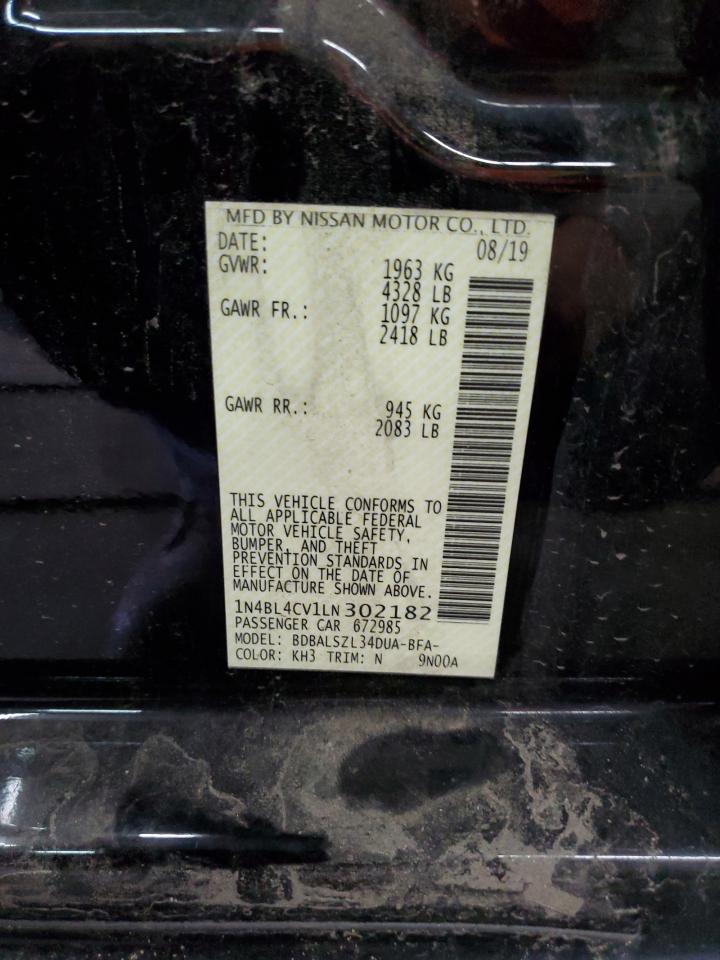 MFD BY NISSAN MOTOR CO., LTD.
DATE: 08/19
GVWR: 1963 KG
4328 LB
GAWR FR.: 1097 KG
2418 LB
GAWR RR.: 945 KG
2083 LB
THIS VEHICLE CONFORMS TO
ALL APPLICABLE FEDERAL
MOTOR VEHICLE SAFETY,
BUMPER, AND THEFT
PREVENTION STANDARDS IN
EFFECT ON THE DATE OF
MANUFACTURE SHOWN ABOVE.
1N4BL4CV1LN302182
PASSENGER CAR 672985
MODEL: BDBALSZL34DUA-BFA-
COLOR: KH3 TRIM: N 9N00A